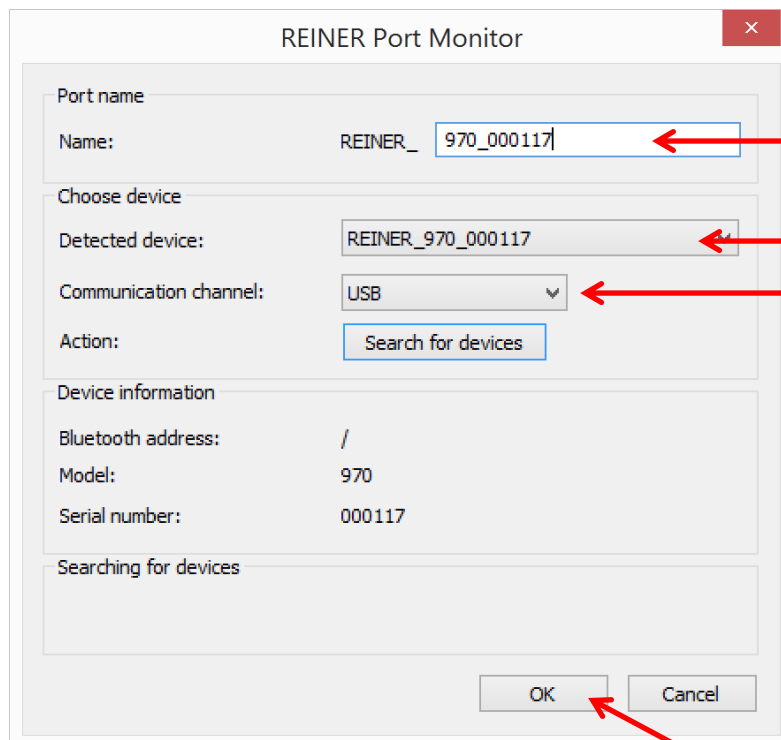 REINER Port Monitor
Port name
Name: REINER_ 970_000117
Choose device
Detected device: REINER_970_000117
Communication channel: USB
Action: Search for devices
Device information
Bluetooth address: /
Model: 970
Serial number: 000117
Searching for devices
OK Cancel